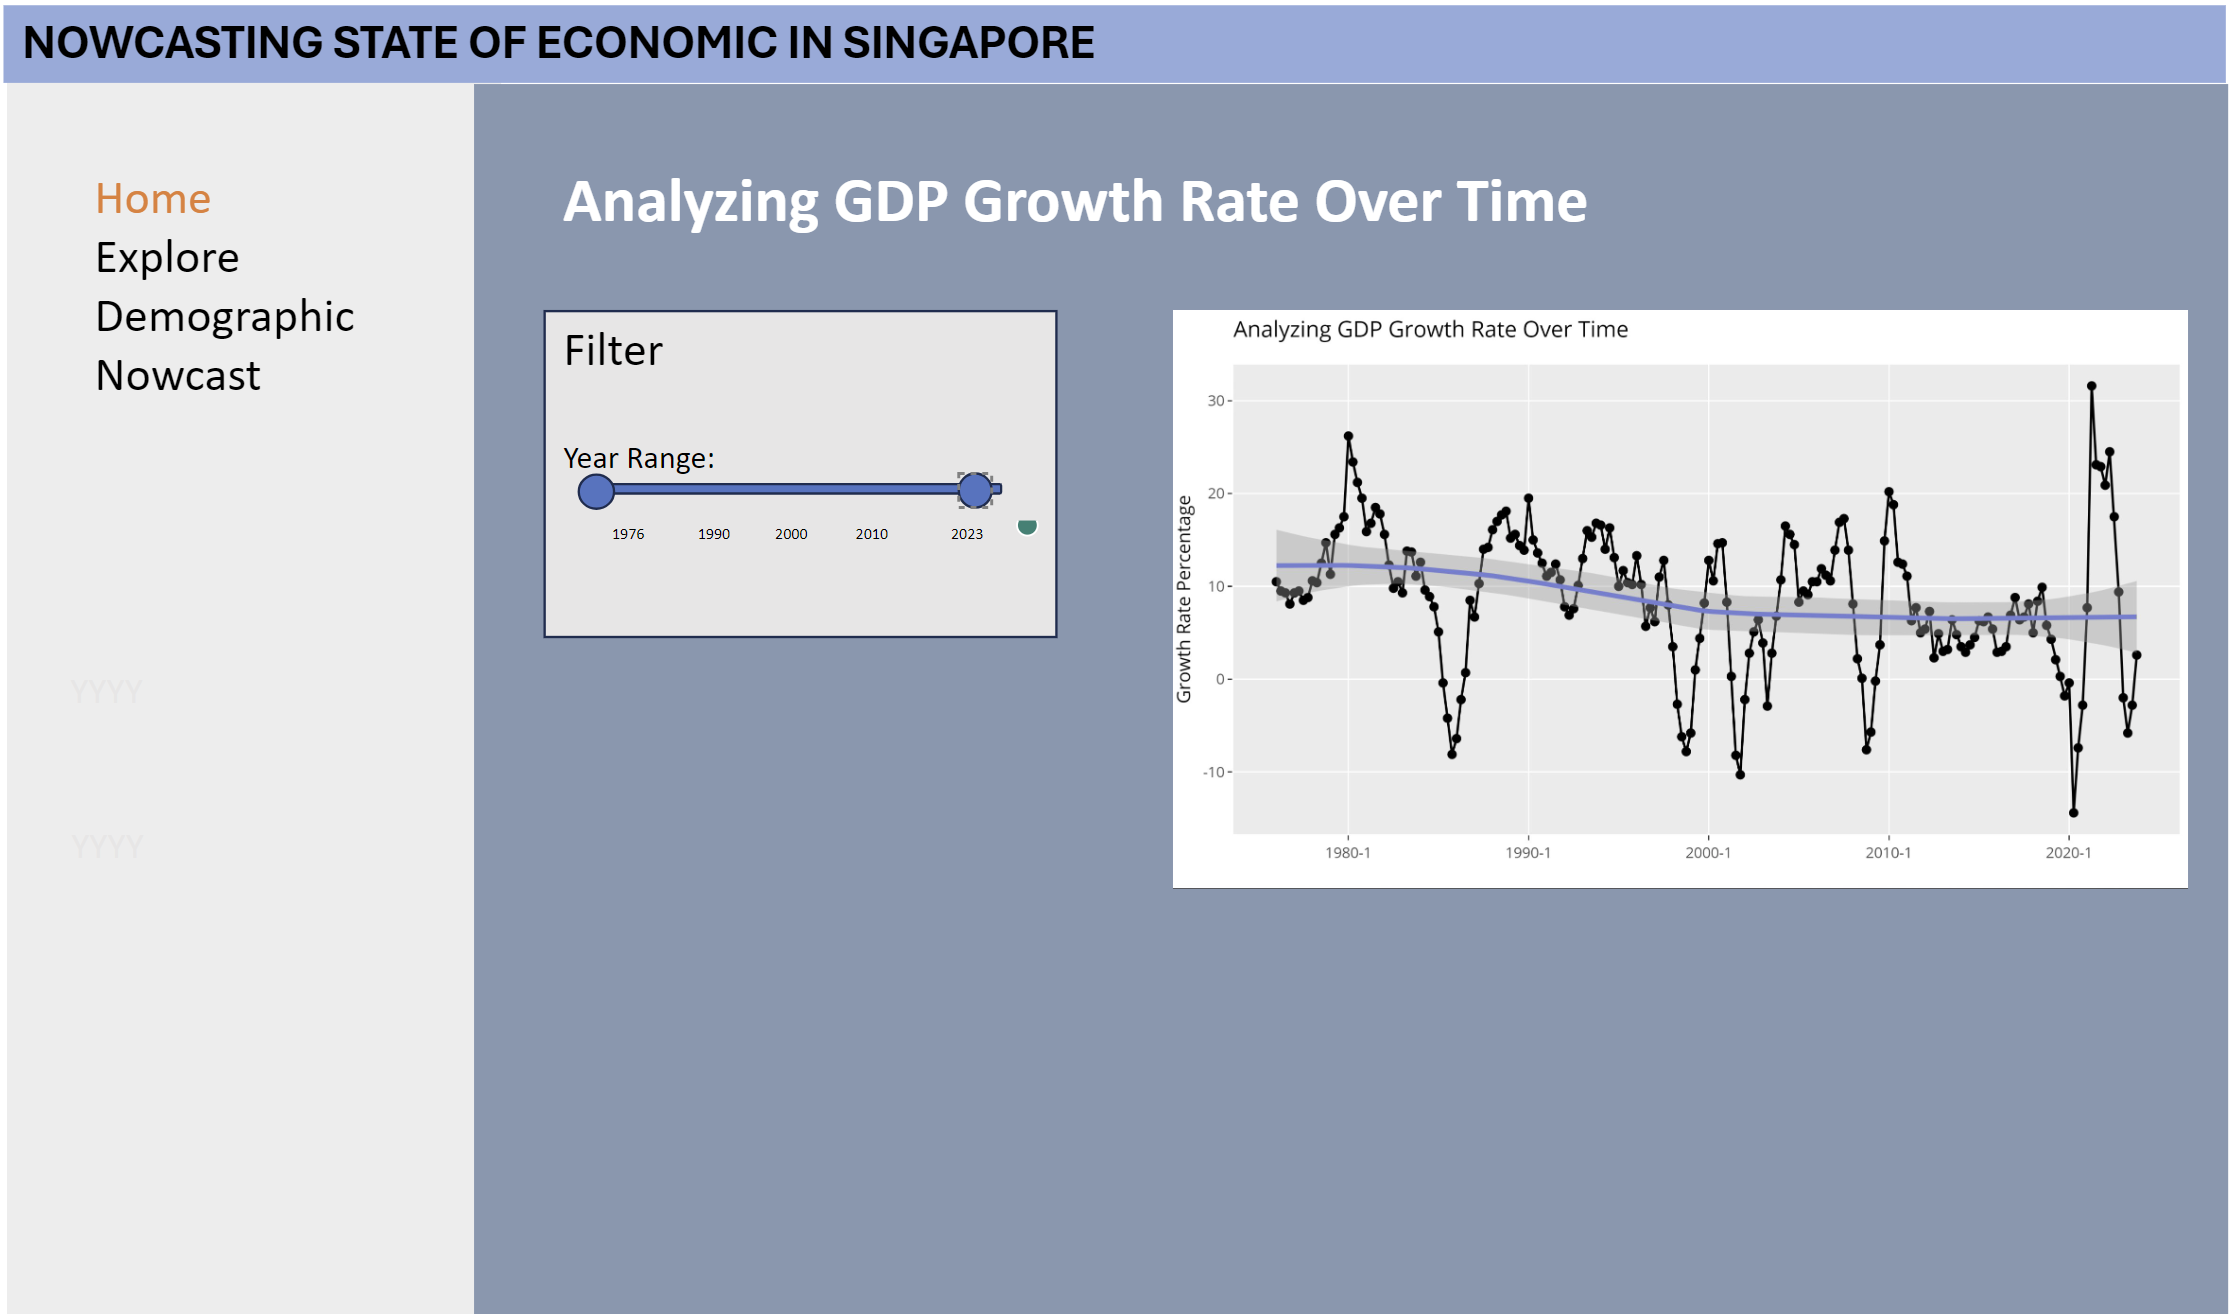 NOWCASTING STATE OF ECONOMIC IN SINGAPORE
Home
Explore
Demographic
Nowcast
YYYY
YYYY
Analyzing GDP Growth Rate Over Time
Filter
Year Range:
1976 1990 2000 2010 2023
Analyzing GDP Growth Rate Over Time
Growth Rate Percentage
30
20
10
0
-10
1980-1 1990-1 2000-1 2010-1 2020-1